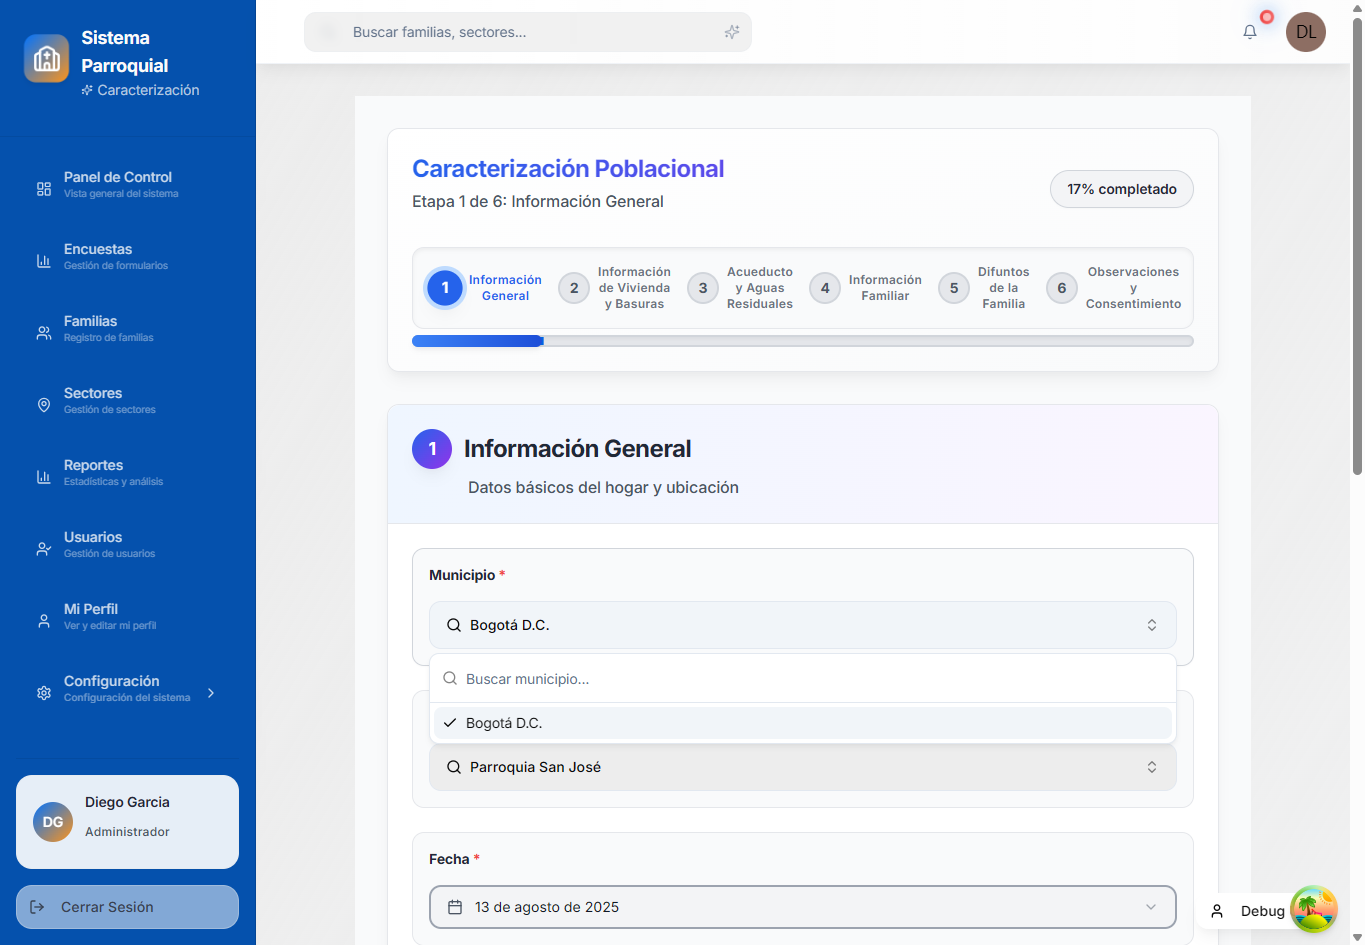 Sistema
Parroquial
Caracterización
Panel de Control
Vista general del sistema
Encuestas
Gestión de formularios
Familias
Registro de familias
Sectores
Gestión de sectores
Reportes
Estadísticas y análisis
Usuarios
Gestión de usuarios
Mi Perfil
Ver y editar mi perfil
Configuración
Configuración del sistema
DG
Diego Garcia
Administrador
Cerrar Sesión
Buscar familias, sectores...
DL
Caracterización Poblacional
Etapa 1 de 6: Información General
17% completado
1
Información
General
2
Información
de Vivienda
y Basuras
3
Acueducto
y Aguas
Residuales
4
Información
Familiar
5
Difuntos
de la
Familia
6
Observaciones
y
Consentimiento
1
Información General
Datos básicos del hogar y ubicación
Municipio *
Bogotá D.C.
Buscar municipio...
Bogotá D.C.
Parroquia San José
Fecha *
13 de agosto de 2025
Debug